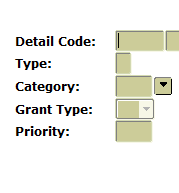 Detail Code:
Type:
Category:
Grant Type:
Priority: